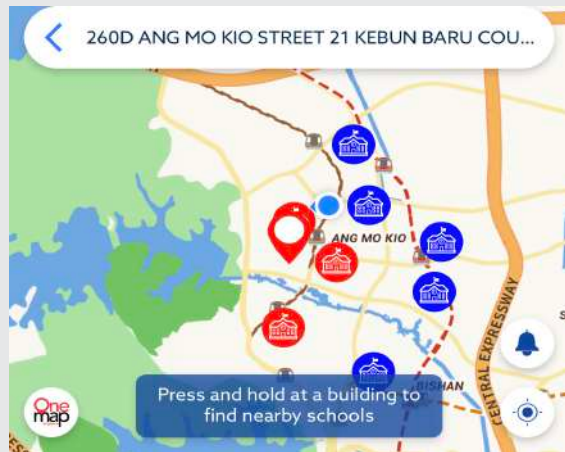 260D ANG MO KIO STREET 21 KEBUN BARU COU...
ANG MO KIO
CENTRAL EXPRESSWAY
S
BISHAN
Press and hold at a building to
find nearby schools
One
map